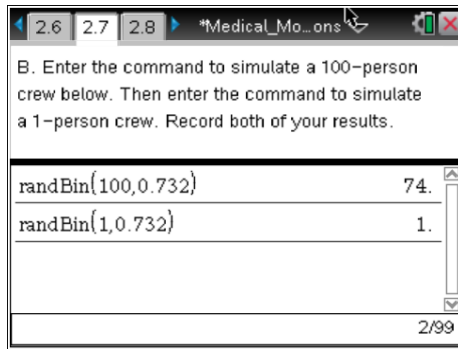 2.6 2.7 2.8 *Medical_Mo…ons
B. Enter the command to simulate a 100−person
crew below. Then enter the command to simulate
a 1−person crew. Record both of your results.
randBin(100,0.732) 74.
randBin(1,0.732) 1.
2/99